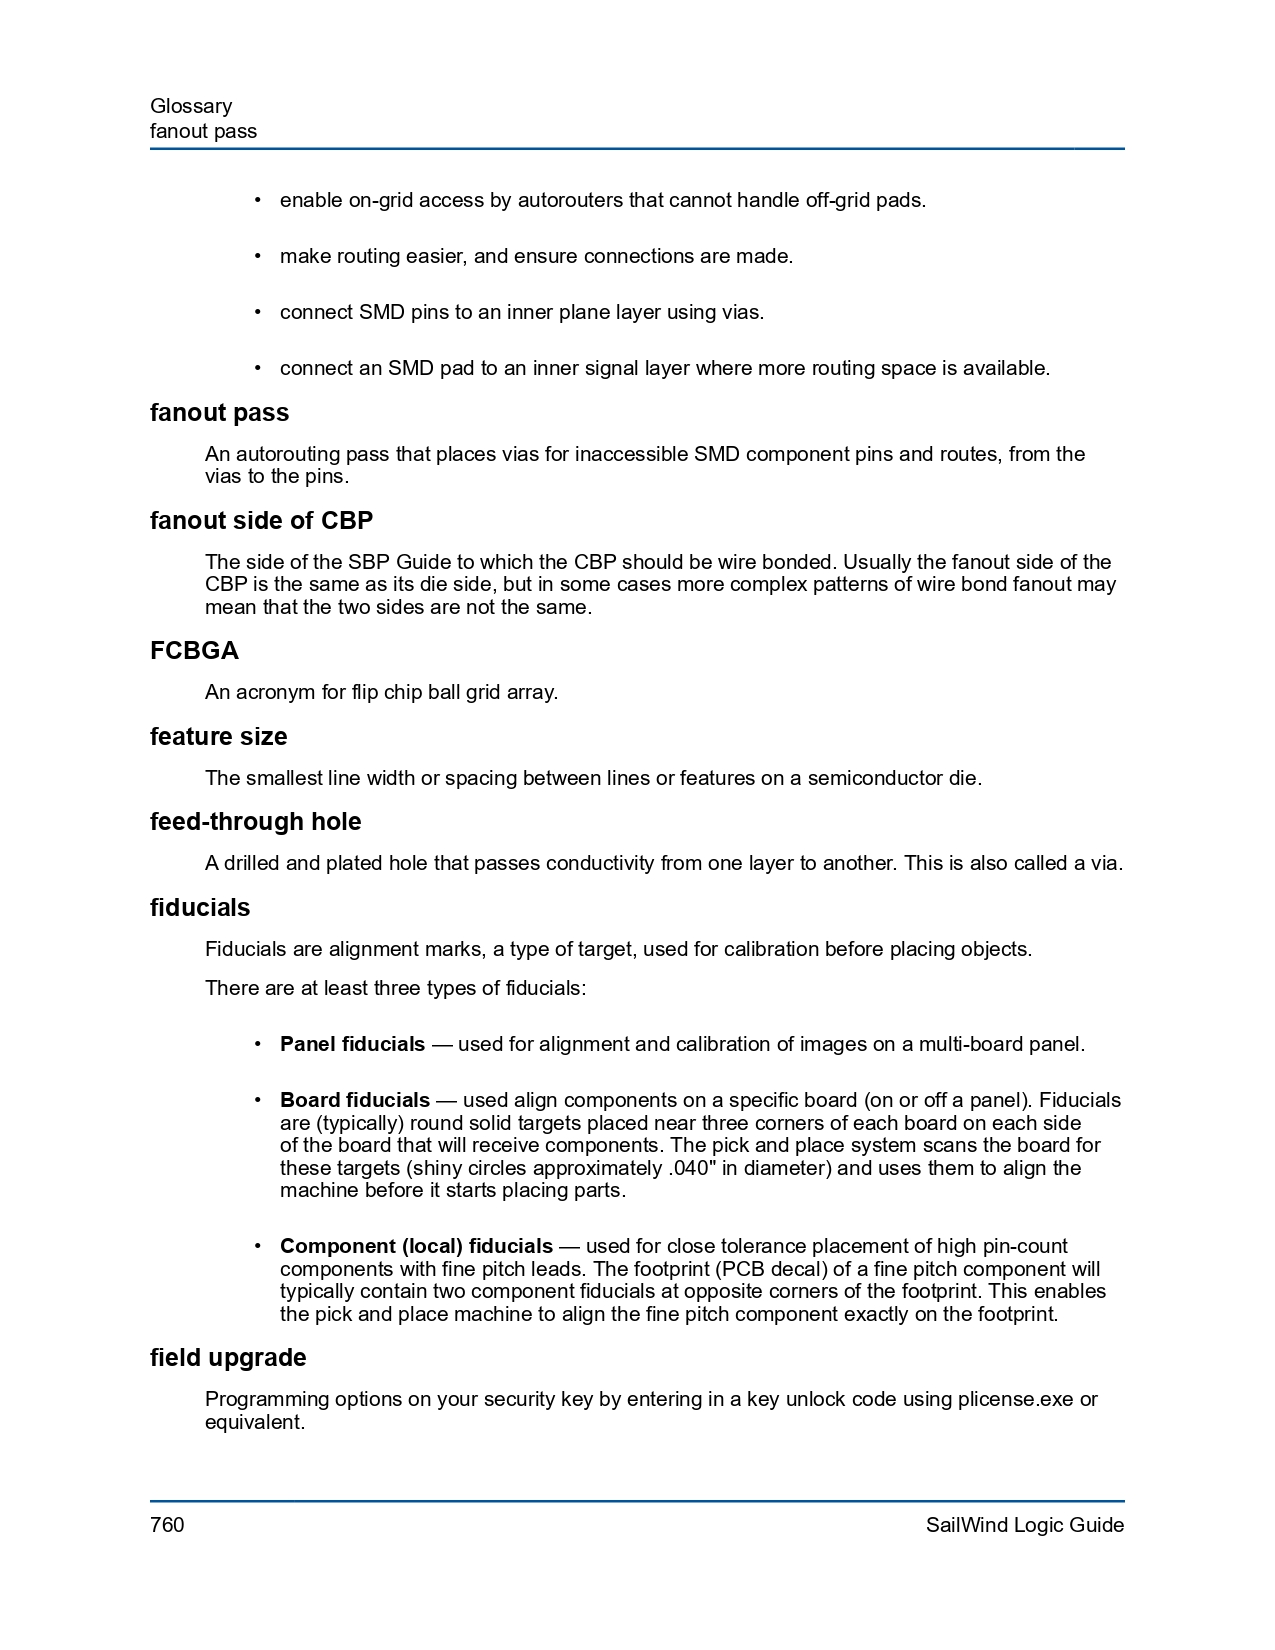 Glossary
fanout pass
• enable on-grid access by autorouters that cannot handle off-grid pads.
• make routing easier, and ensure connections are made.
• connect SMD pins to an inner plane layer using vias.
• connect an SMD pad to an inner signal layer where more routing space is available.
fanout pass
An autorouting pass that places vias for inaccessible SMD component pins and routes, from the
vias to the pins.
fanout side of CBP
The side of the SBP Guide to which the CBP should be wire bonded. Usually the fanout side of the
CBP is the same as its die side, but in some cases more complex patterns of wire bond fanout may
mean that the two sides are not the same.
FCBGA
An acronym for flip chip ball grid array.
feature size
The smallest line width or spacing between lines or features on a semiconductor die.
feed-through hole
A drilled and plated hole that passes conductivity from one layer to another. This is also called a via.
fiducials
Fiducials are alignment marks, a type of target, used for calibration before placing objects.
There are at least three types of fiducials:
• Panel fiducials — used for alignment and calibration of images on a multi-board panel.
• Board fiducials — used align components on a specific board (on or off a panel). Fiducials
are (typically) round solid targets placed near three corners of each board on each side
of the board that will receive components. The pick and place system scans the board for
these targets (shiny circles approximately .040" in diameter) and uses them to align the
machine before it starts placing parts.
• Component (local) fiducials — used for close tolerance placement of high pin-count
components with fine pitch leads. The footprint (PCB decal) of a fine pitch component will
typically contain two component fiducials at opposite corners of the footprint. This enables
the pick and place machine to align the fine pitch component exactly on the footprint.
field upgrade
Programming options on your security key by entering in a key unlock code using plicense.exe or
equivalent.
760
SailWind Logic Guide